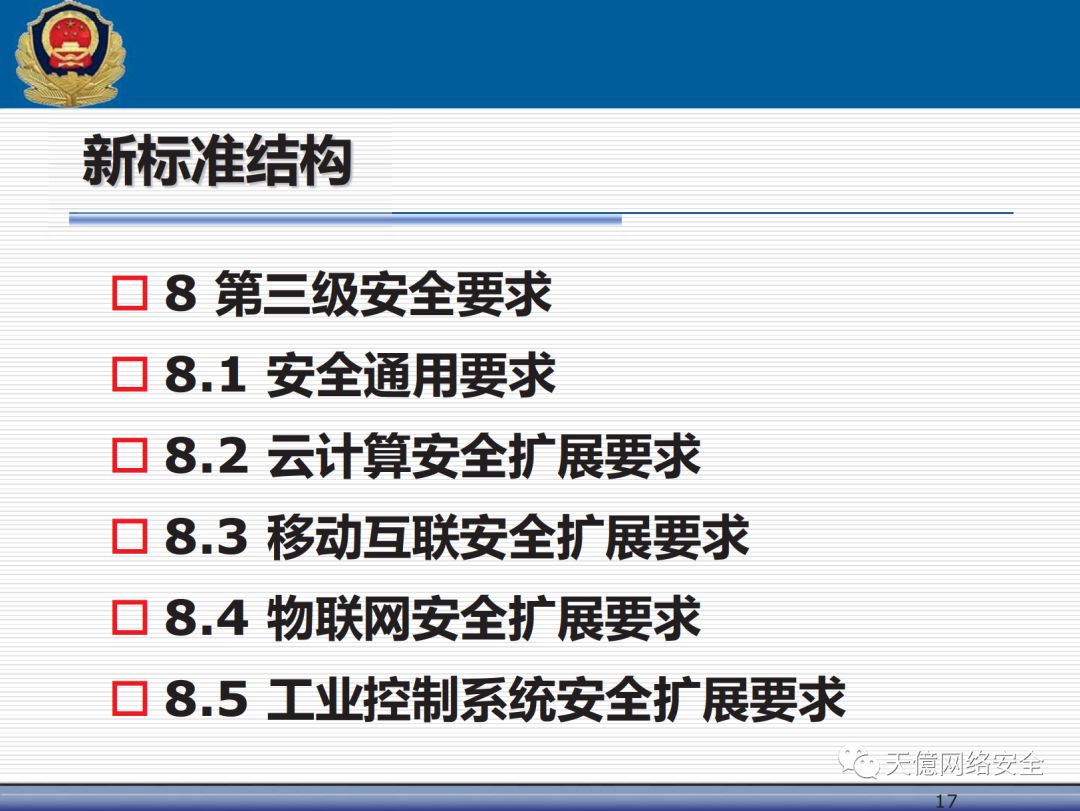 新标准结构
8 第三级安全要求
8.1 安全通用要求
8.2 云计算安全扩展要求
8.3 移动互联安全扩展要求
8.4 物联网安全扩展要求
8.5 工业控制系统安全扩展要求
天億网络安全
17